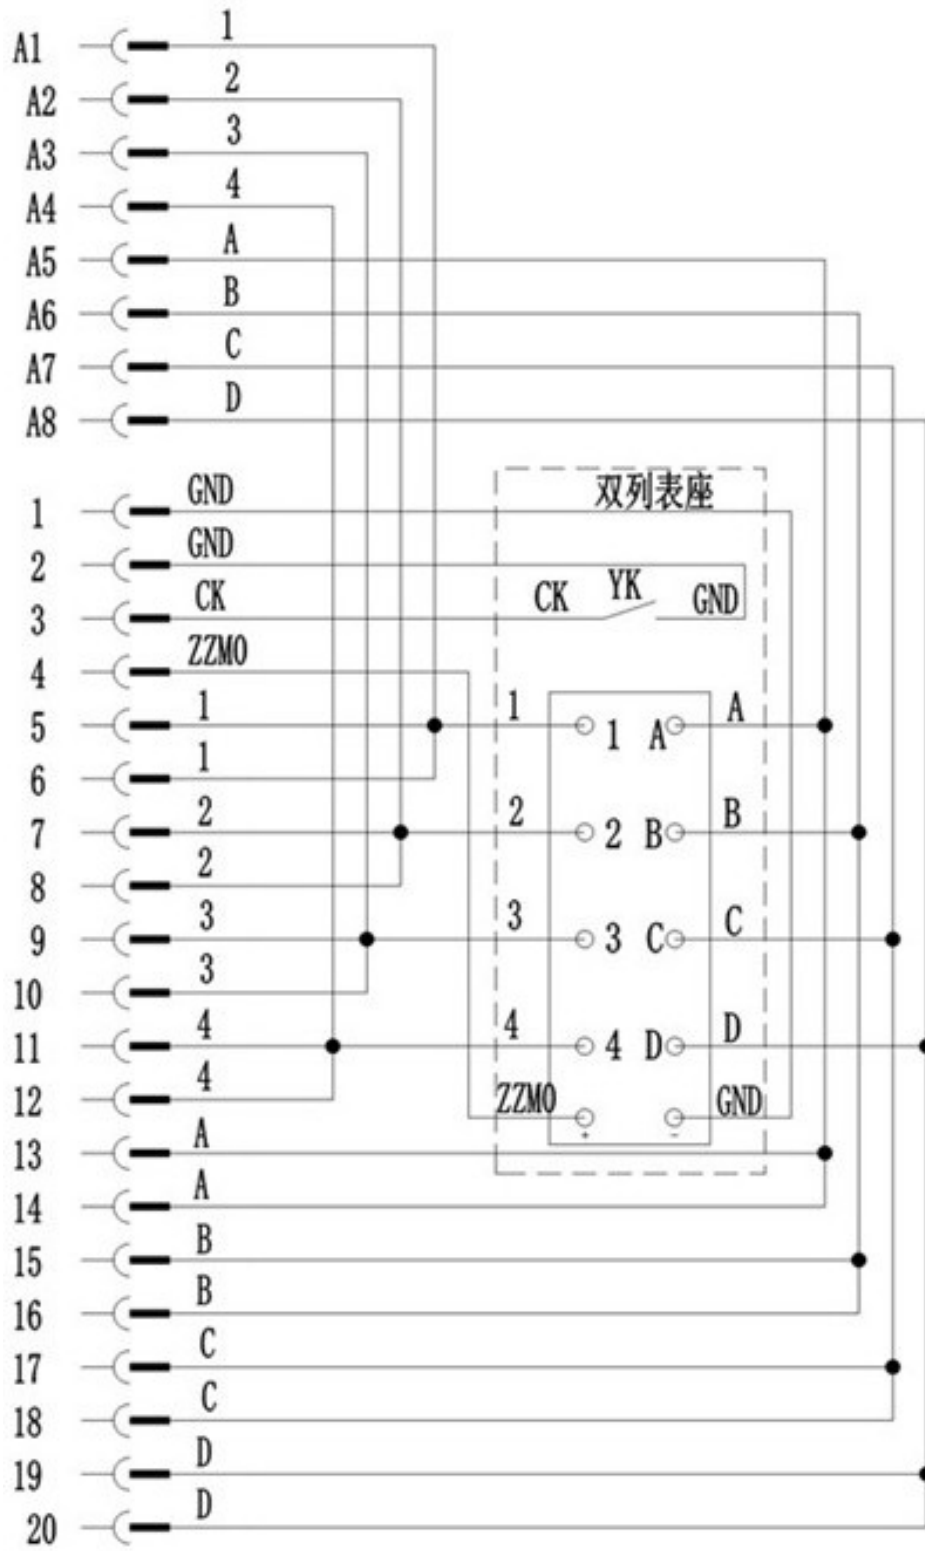 A1 1
A2 2
A3 3
A4 4
A5 A
A6 B
A7 C
A8 D
双列表座
1 GND
2 GND
3 CK CK YK GND
4 ZZMO
5 1 1 1 A A
6 1
7 2 2 2 B B
8 2
9 3 3 3 C C
10 3
11 4 4 4 D D
12 4
ZZMO + - GND
13 A
14 A
15 B
16 B
17 C
18 C
19 D
20 D